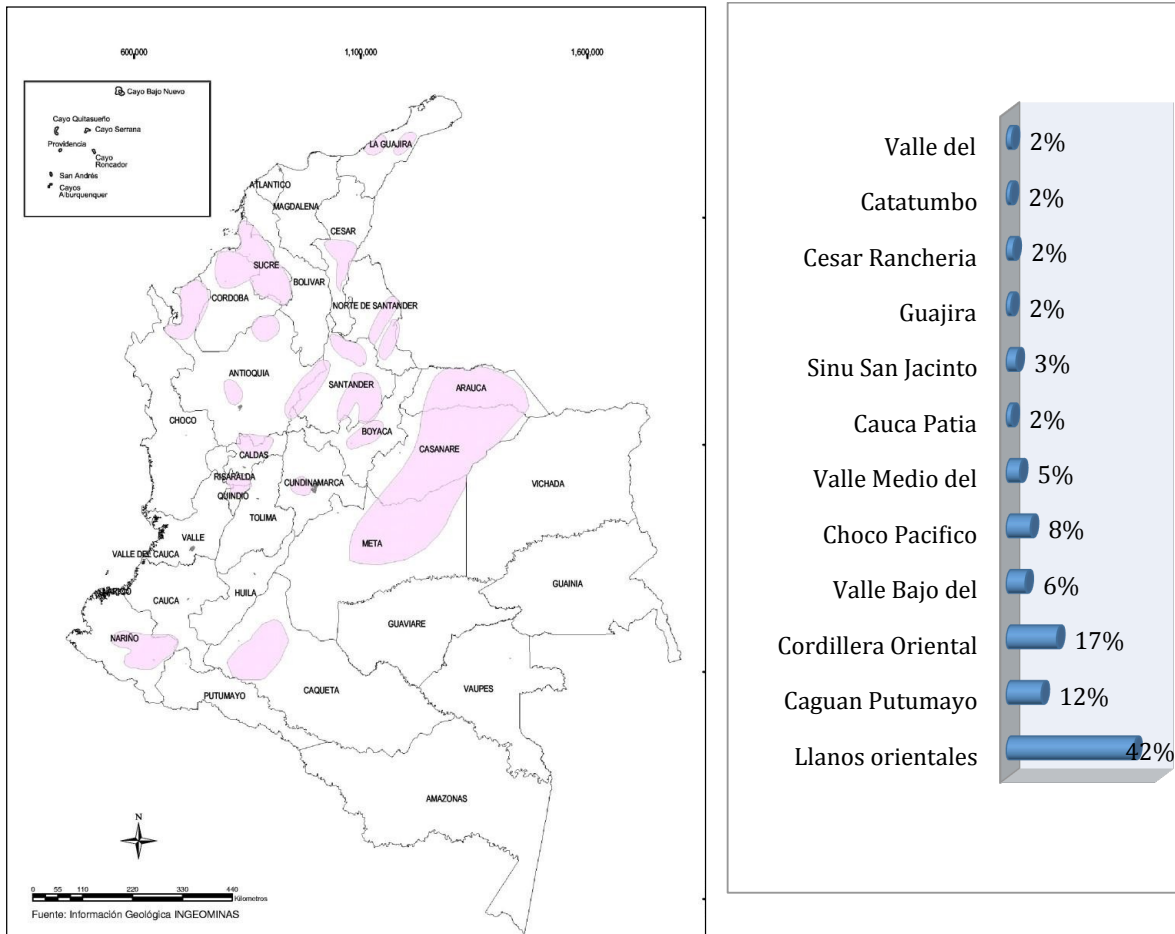 600,000
1,100,000
1,600,000
Cayo Bajo Nuevo
Cayo Quitasueño
Cayo Serrana
Providencia
Cayo
Roncador
San Andrés
Cayos
Alburquenquer
LA GUAJIRA
ATLANTICO
MAGDALENA
CESAR
SUCRE
BOLIVAR
CORDOBA
NORTE DE SANTANDER
ANTIOQUIA
SANTANDER
ARAUCA
CHOCO
BOYACA
CALDAS
CASANARE
RISARALDA
CUNDINAMARCA
VICHADA
QUINDIO
TOLIMA
VALLE
META
VALLE DEL CAUCA
GUAINIA
HUILA
CAUCA
GUAVIARE
NARIÑO
CAQUETA
VAUPES
PUTUMAYO
AMAZONAS
N
0 55 110 220 330 440
Kilometros
Fuente: Información Geológica INGEOMINAS
Valle del 2%
Catatumbo 2%
Cesar Rancheria 2%
Guajira 2%
Sinu San Jacinto 3%
Cauca Patia 2%
Valle Medio del 5%
Choco Pacifico 8%
Valle Bajo del 6%
Cordillera Oriental 17%
Caguan Putumayo 12%
Llanos orientales 42%